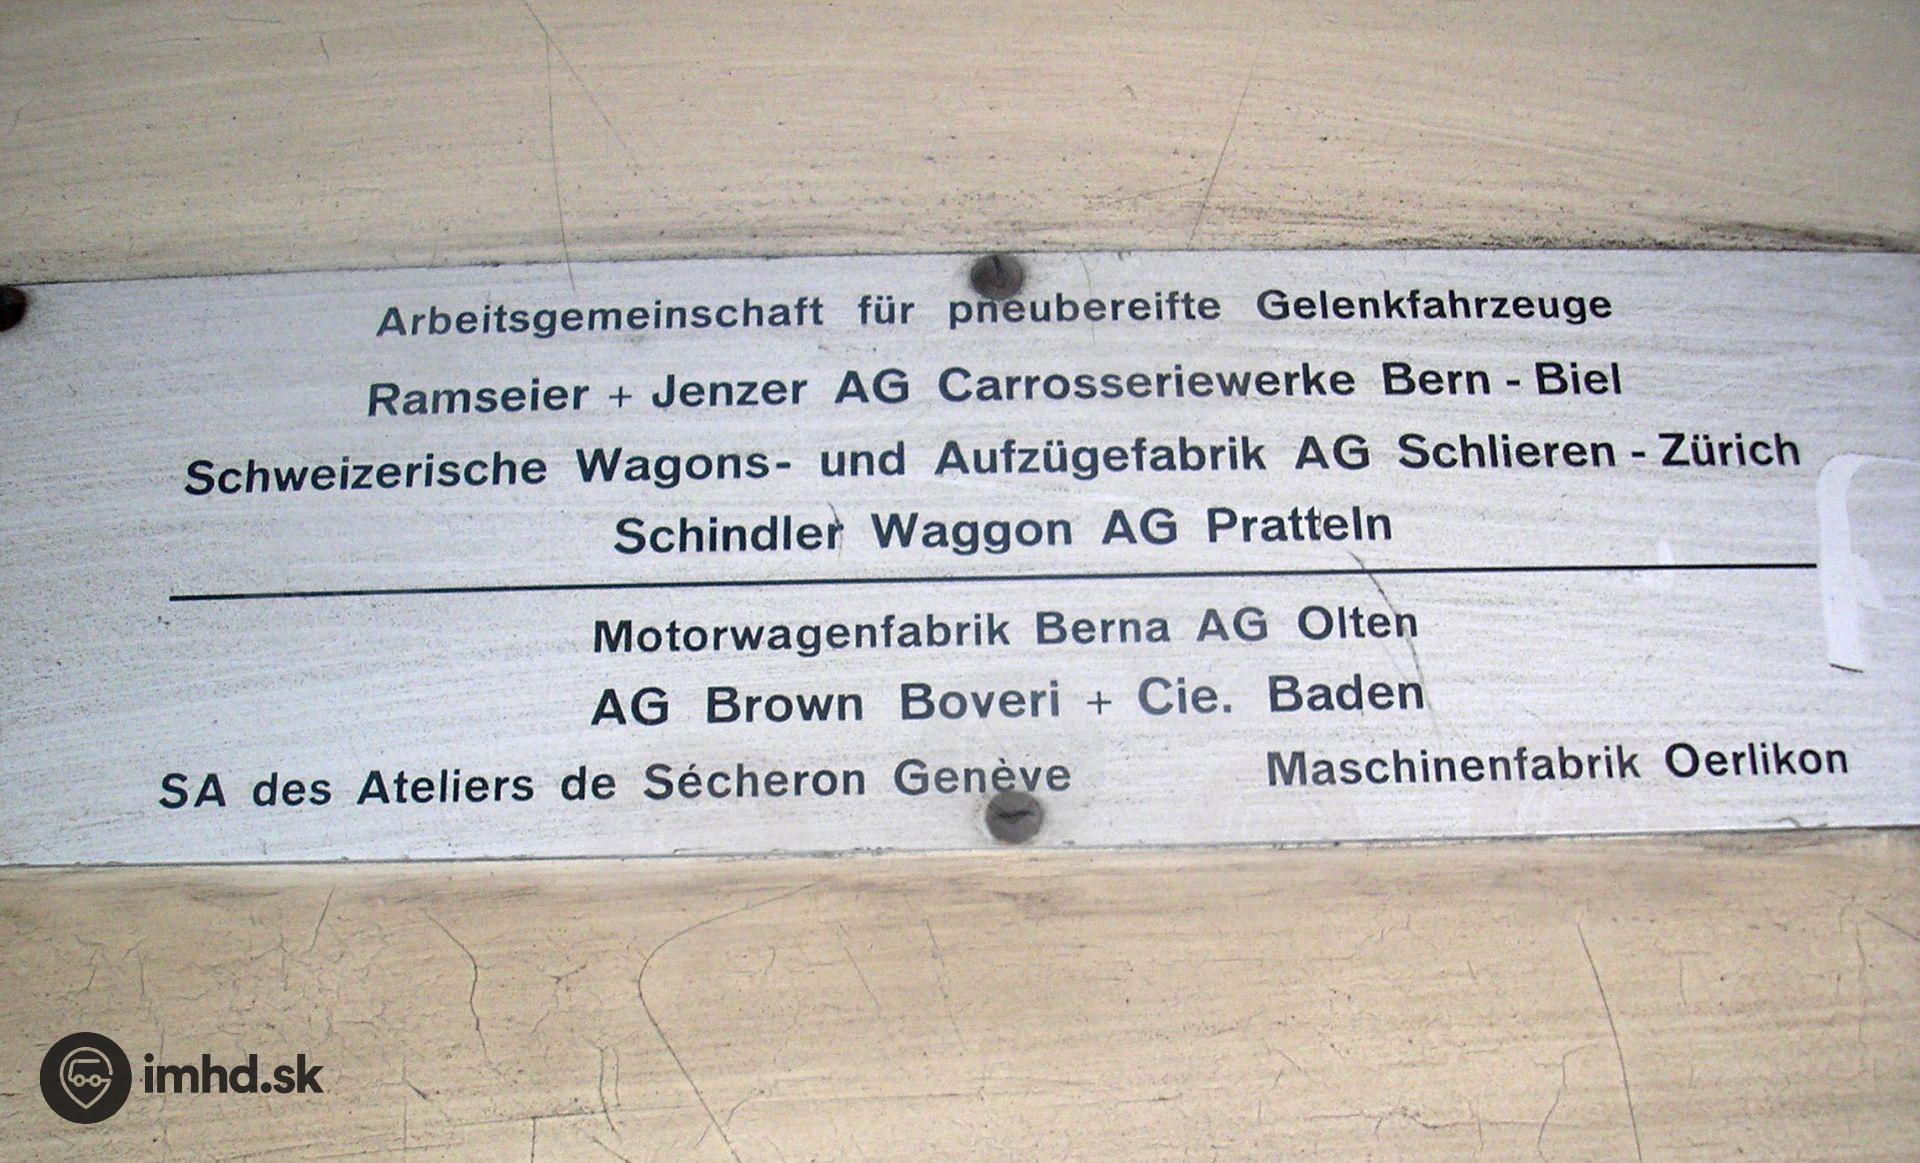 Arbeitsgemeinschaft für pneubereifte Gelenkfahrzeuge
Ramseier + Jenzer AG Carrosseriewerke Bern - Biel
Schweizerische Wagons- und Aufzügefabrik AG Schlieren - Zürich
Schindler Waggon AG Pratteln
Motorwagenfabrik Berna AG Olten
AG Brown Boveri + Cie. Baden
SA des Ateliers de Sécheron Genève Maschinenfabrik Oerlikon
imhd.sk